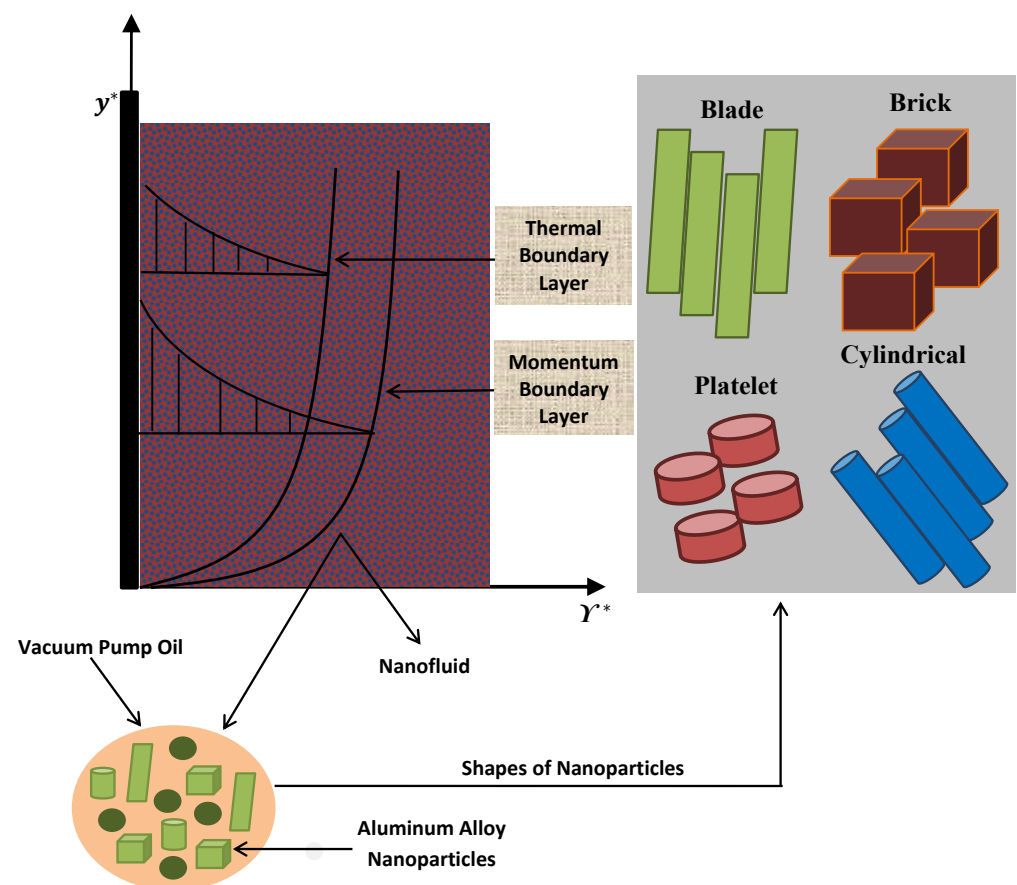 y*
Thermal
Boundary
Layer
Momentum
Boundary
Layer
ϒ*
Blade
Brick
Platelet
Cylindrical
Vacuum Pump Oil
Nanofluid
Shapes of Nanoparticles
Aluminum Alloy
Nanoparticles